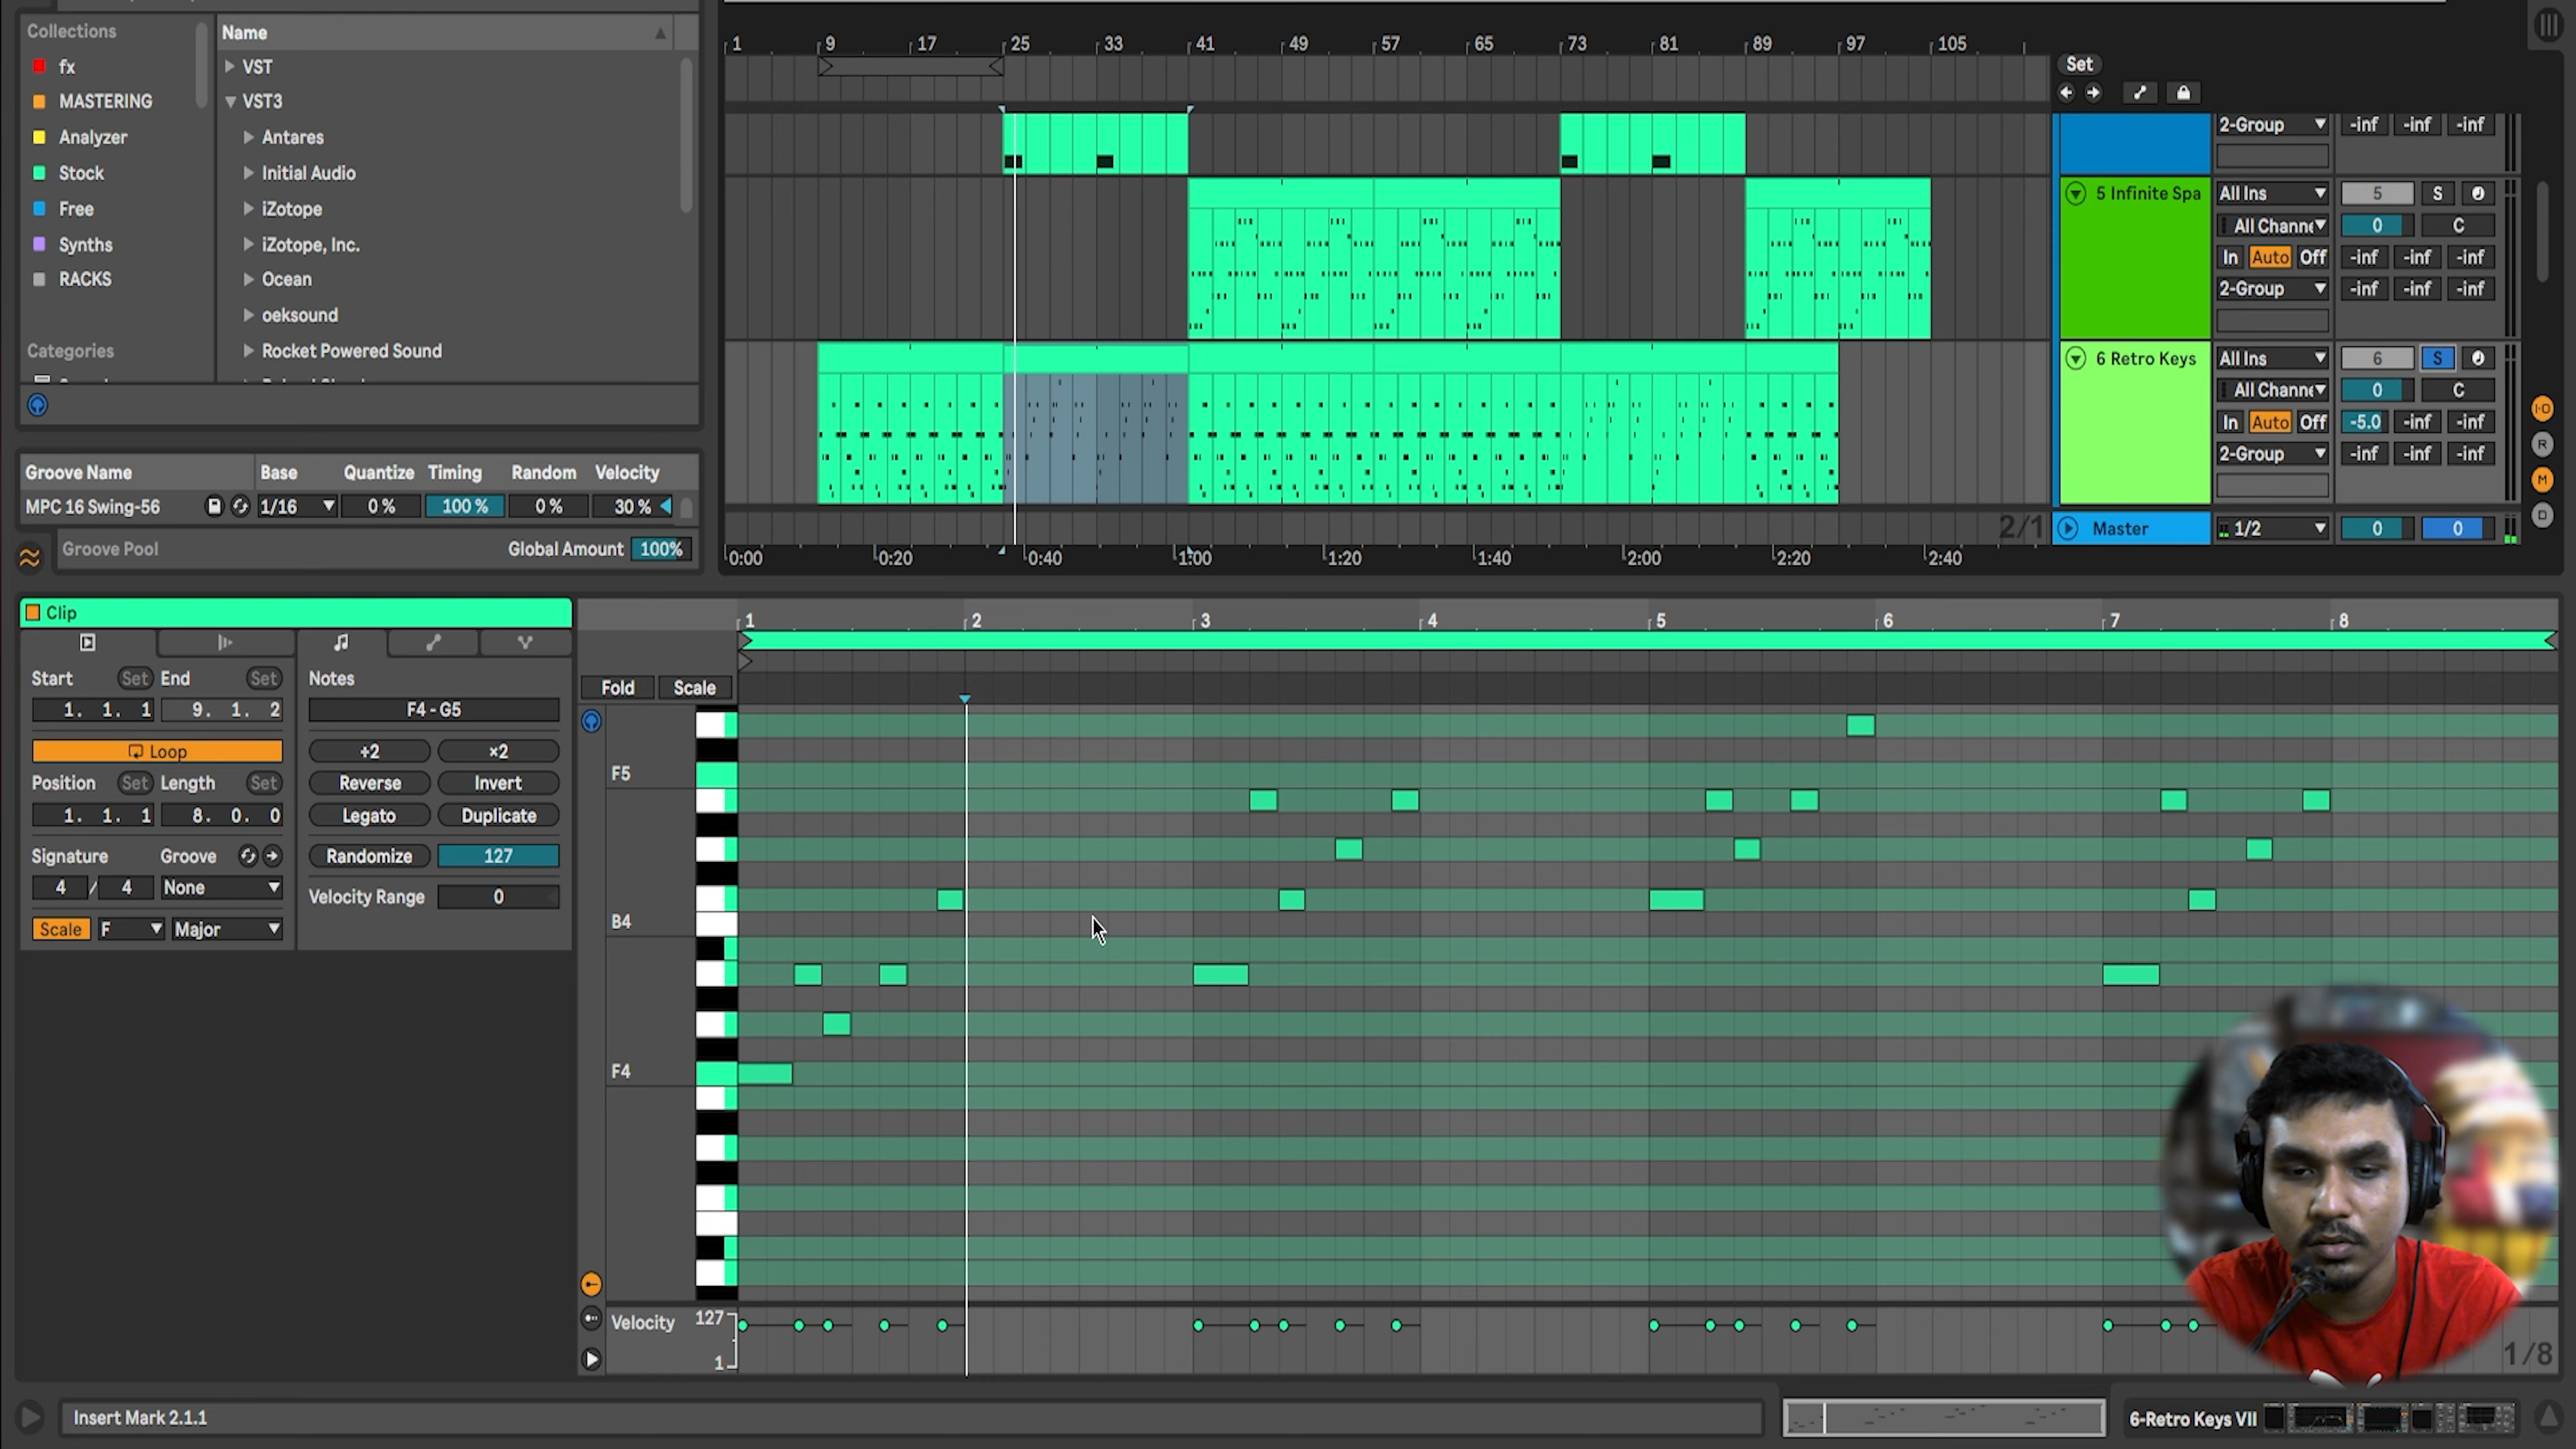 Collections
fx
MASTERING
Analyzer
Stock
Free
Synths
RACKS
Categories
Name
VST
VST3
Antares
Initial Audio
iZotope
iZotope, Inc.
Ocean
oeksound
Rocket Powered Sound
Groove Name Base Quantize Timing Random Velocity
MPC 16 Swing-56 1/16 0 % 100 % 0 % 30 %
Groove Pool Global Amount 100%
1 9 17 25 33 41 49 57 65 73 81 89 97 105
Set
2-Group -inf -inf -inf
5 Infinite Spa All Ins 5 S
All Channe 0 C
In Auto Off -inf -inf -inf
2-Group -inf -inf -inf
6 Retro Keys All Ins 6 S
All Channe 0 C
In Auto Off -5.0 -inf -inf
2-Group -inf -inf -inf
2/1 Master 1/2 0 0
I·O
R
M
D
0:00 0:20 0:40 1:00 1:20 1:40 2:00 2:20 2:40
Clip
Start Set End Set
1. 1. 1 9. 1. 2
Loop
Position Set Length Set
1. 1. 1 8. 0. 0
Signature Groove
4 / 4 None
Scale F Major
Notes
F4 - G5
÷2 ×2
Reverse Invert
Legato Duplicate
Randomize 127
Velocity Range 0
1 2 3 4 5 6 7 8
Fold Scale
F5
B4
F4
Velocity 127
1
1/8
Insert Mark 2.1.1
6-Retro Keys VII